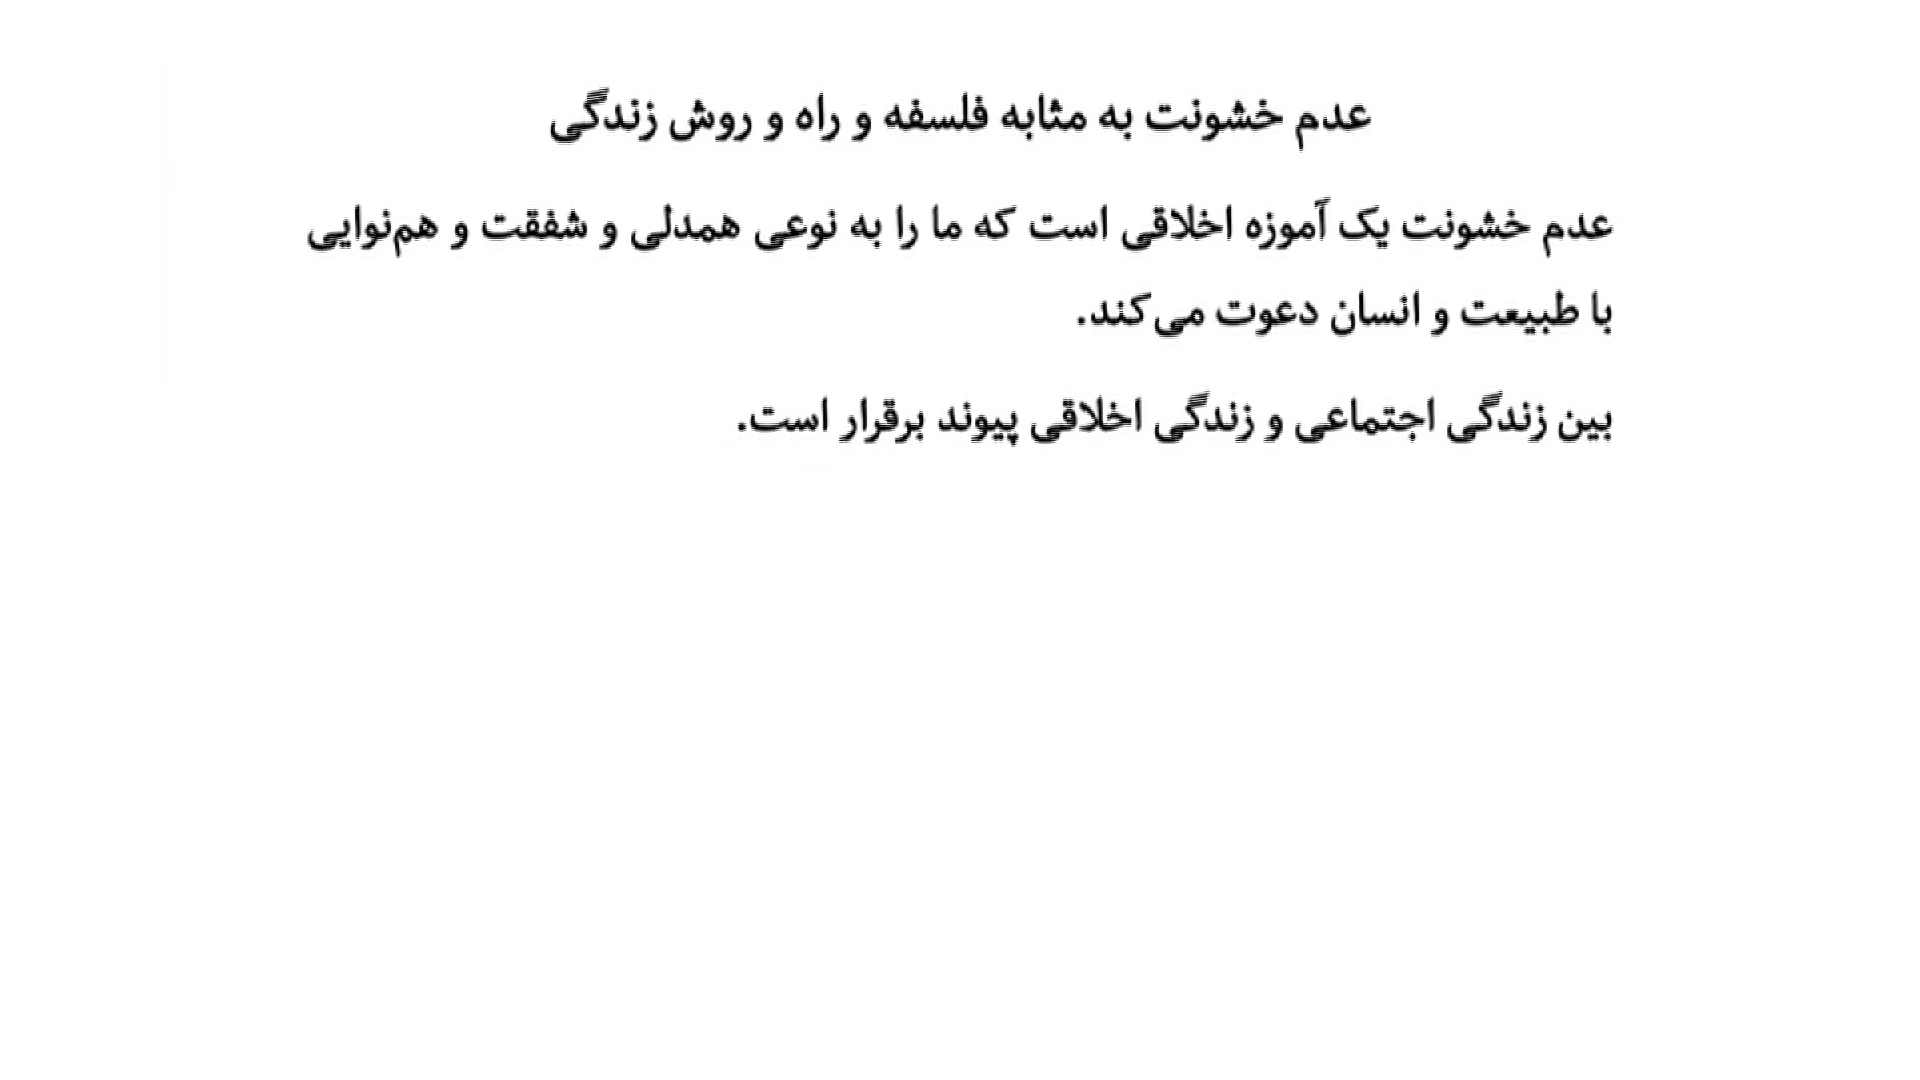 عدم خشونت به مثابه فلسفه و راه و روش زندگی
عدم خشونت یک آموزه اخلاقی است که ما را به نوعی همدلی و شفقت و هم‌نوایی
با طبیعت و انسان دعوت می‌کند.
بین زندگی اجتماعی و زندگی اخلاقی پیوند برقرار است.